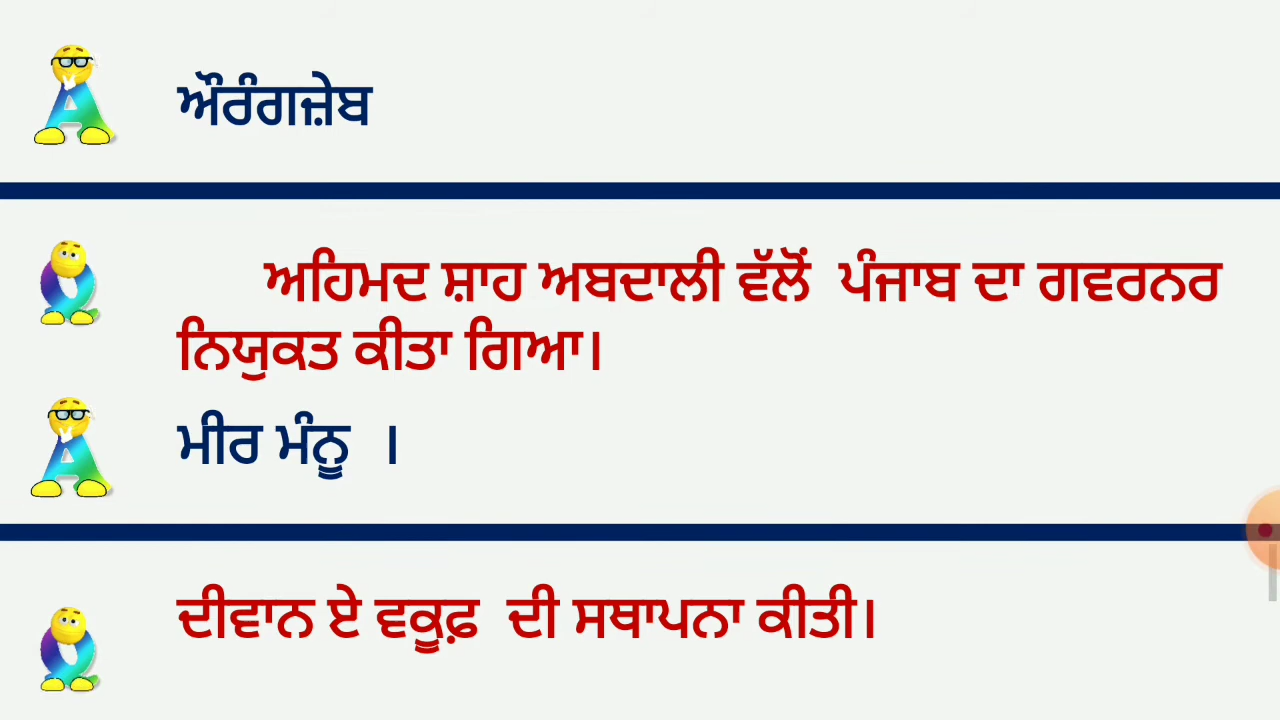 ਔਰੰਗਜ਼ੇਬ
ਅਹਿਮਦ ਸ਼ਾਹ ਅਬਦਾਲੀ ਵੱਲੋਂ ਪੰਜਾਬ ਦਾ ਗਵਰਨਰ
ਨਿਯੁਕਤ ਕੀਤਾ ਗਿਆ।
ਮੀਰ ਮੰਨੂ ।
ਦੀਵਾਨ ਏ ਵਕੂਫ਼ ਦੀ ਸਥਾਪਨਾ ਕੀਤੀ।